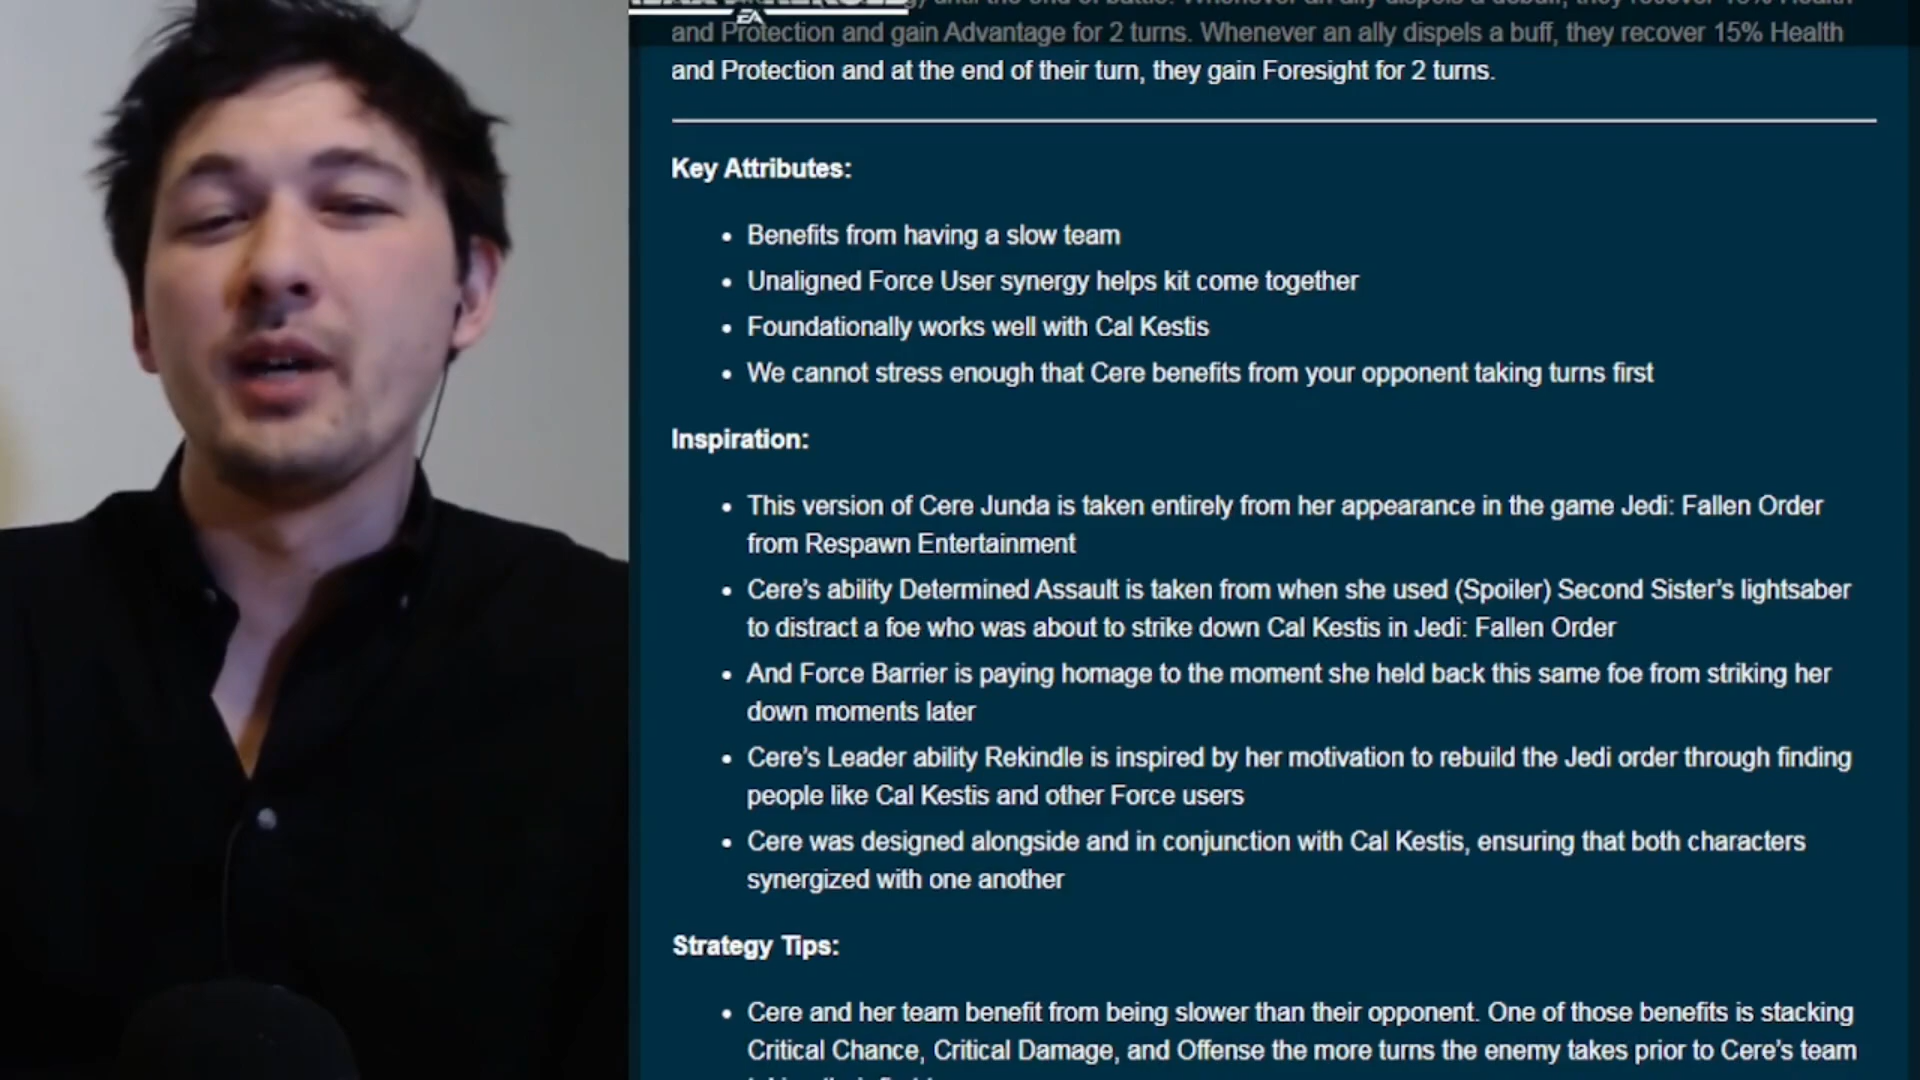 EA
and Protection and gain Advantage for 2 turns. Whenever an ally dispels a buff, they recover 15% Health
and Protection and at the end of their turn, they gain Foresight for 2 turns.
Key Attributes:
• Benefits from having a slow team
• Unaligned Force User synergy helps kit come together
• Foundationally works well with Cal Kestis
• We cannot stress enough that Cere benefits from your opponent taking turns first
Inspiration:
• This version of Cere Junda is taken entirely from her appearance in the game Jedi: Fallen Order
from Respawn Entertainment
• Cere’s ability Determined Assault is taken from when she used (Spoiler) Second Sister’s lightsaber
to distract a foe who was about to strike down Cal Kestis in Jedi: Fallen Order
• And Force Barrier is paying homage to the moment she held back this same foe from striking her
down moments later
• Cere’s Leader ability Rekindle is inspired by her motivation to rebuild the Jedi order through finding
people like Cal Kestis and other Force users
• Cere was designed alongside and in conjunction with Cal Kestis, ensuring that both characters
synergized with one another
Strategy Tips:
• Cere and her team benefit from being slower than their opponent. One of those benefits is stacking
Critical Chance, Critical Damage, and Offense the more turns the enemy takes prior to Cere’s team